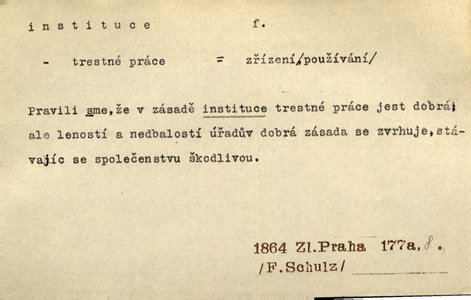 instituce f.
- trestné práce = zřízení/používání/
Pravili sme, že v zásadě instituce trestné práce jest dobrá,
ale leností a nedbalostí úřadův dobrá zásada se zvrhuje, stá-
vajíc se společenstvu škodlivou.
1864 Zl.Praha 177a,8.
/F.Schulz/